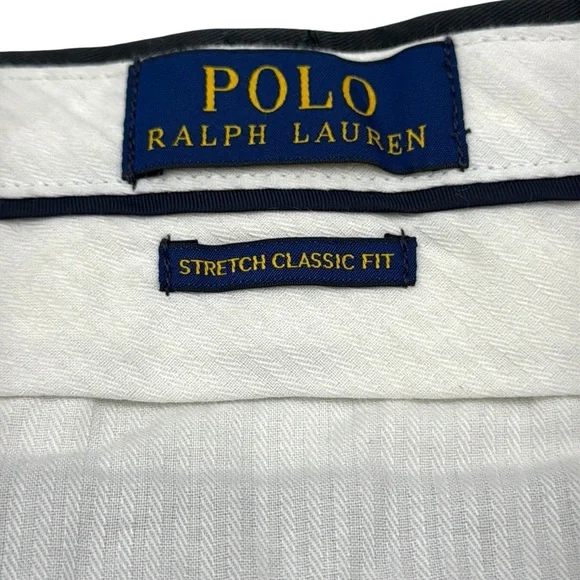 POLO
RALPH LAUREN
STRETCH CLASSIC FIT